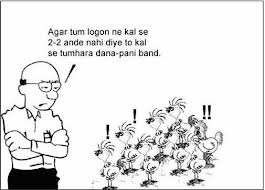 Agar tum logon ne kal se
2-2 ande nahi diye to kal
se tumhara dana-pani band.
!
!!
!!